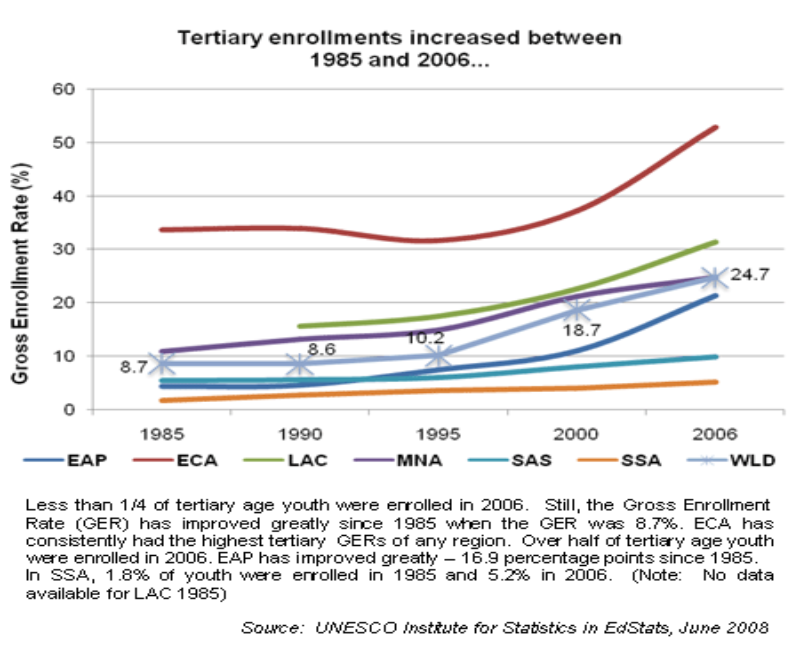 Tertiary enrollments increased between
1985 and 2006...
Gross Enrollment Rate (%)
60
50
40
30
20
10
0
8.7
8.6
10.2
18.7
24.7
1985 1990 1995 2000 2006
EAP ECA LAC MNA SAS SSA WLD
Less than 1/4 of tertiary age youth were enrolled in 2006. Still, the Gross Enrollment
Rate (GER) has improved greatly since 1985 when the GER was 8.7%. ECA has
consistently had the highest tertiary GERs of any region. Over half of tertiary age youth
were enrolled in 2006. EAP has improved greatly – 16.9 percentage points since 1985.
In SSA, 1.8% of youth were enrolled in 1985 and 5.2% in 2006. (Note: No data
available for LAC 1985)
Source: UNESCO Institute for Statistics in EdStats, June 2008